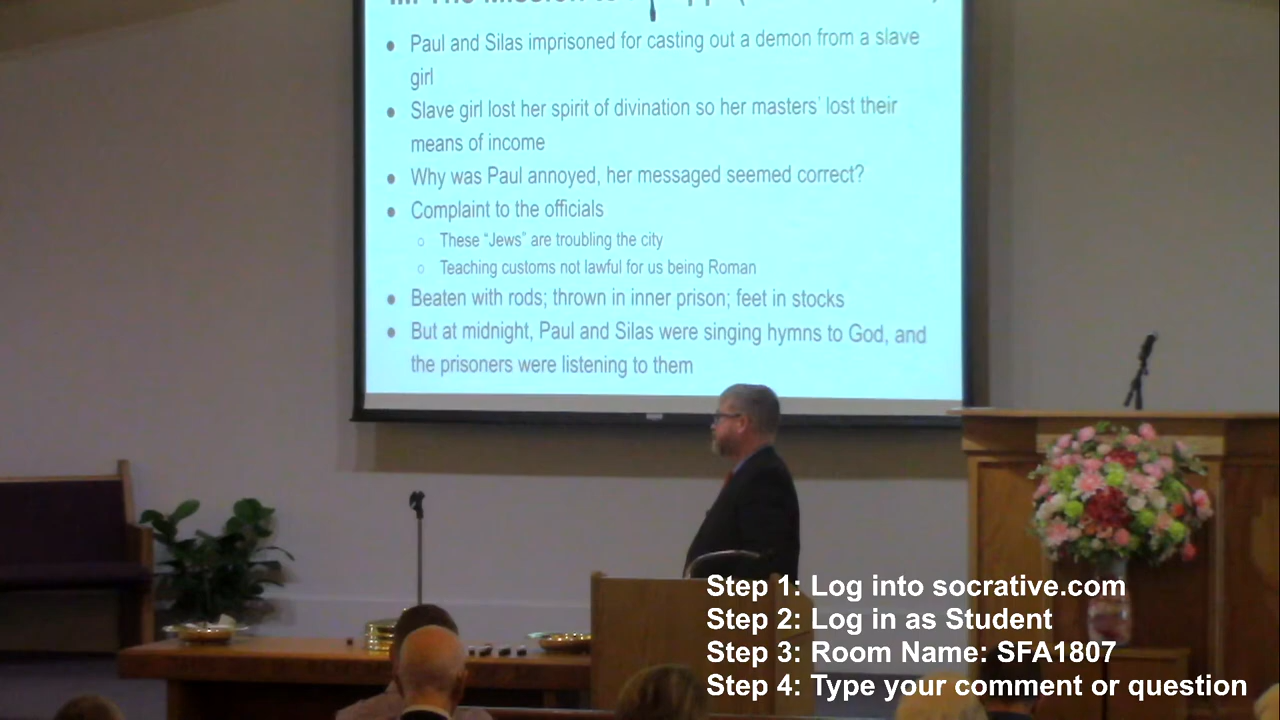 III. The Mission to
Paul and Silas imprisoned for casting out a demon from a slave
girl
Slave girl lost her spirit of divination so her masters' lost their
means of income
Why was Paul annoyed, her messaged seemed correct?
Complaint to the officials
These “Jews” are troubling the city
Teaching customs not lawful for us being Roman
Beaten with rods; thrown in inner prison; feet in stocks
But at midnight, Paul and Silas were singing hymns to God, and
the prisoners were listening to them
Step 1: Log into socrative.com
Step 2: Log in as Student
Step 3: Room Name: SFA1807
Step 4: Type your comment or question